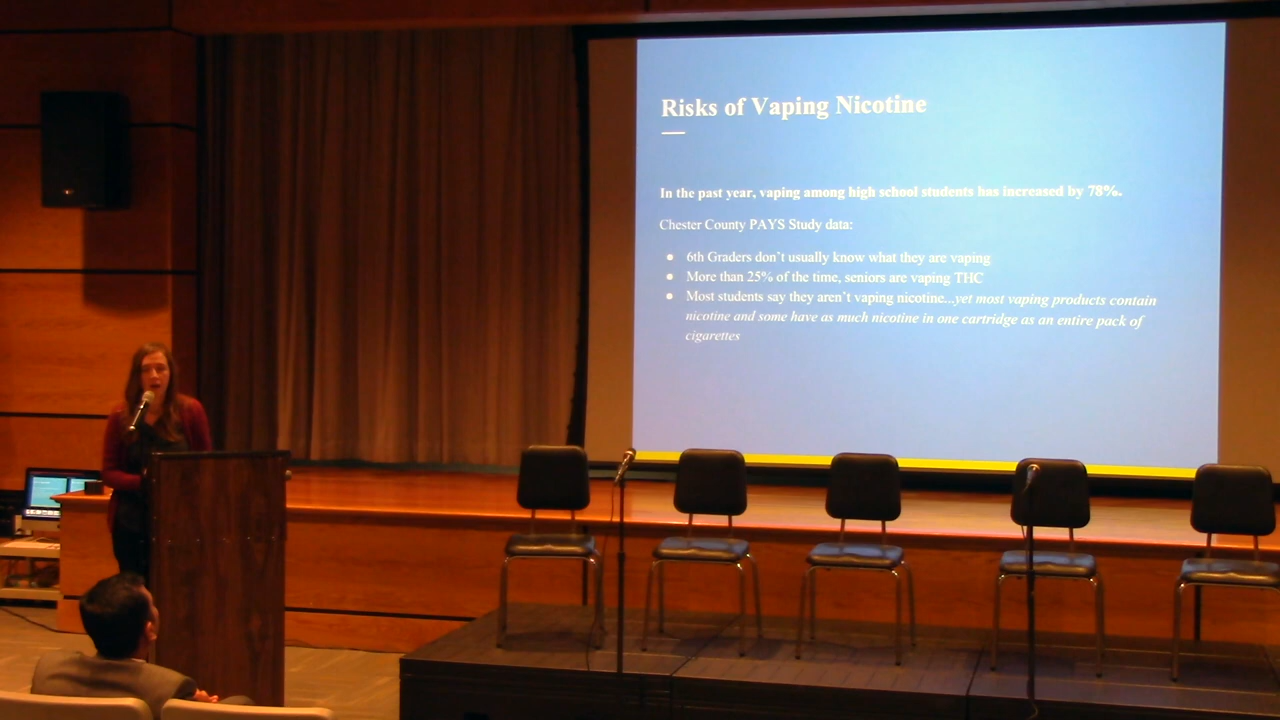 Risks of Vaping Nicotine
In the past year, vaping among high school students has increased by 78%.
Chester County PAYS Study data:
● 6th Graders don't usually know what they are vaping
● More than 25% of the time, seniors are vaping THC
● Most students say they aren't vaping nicotine...yet most vaping products contain
nicotine and some have as much nicotine in one cartridge as an entire pack of
cigarettes